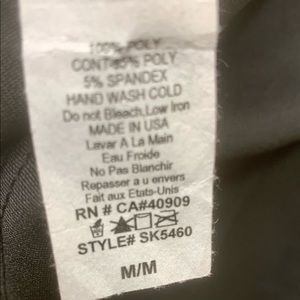 100% POLY
CONT:95% POLY
5% SPANDEX
HAND WASH COLD
Do not Bleach,Low Iron
MADE IN USA
Lavar A La Main
Eau Froide
No Pas Blanchir
Repasser a u envers
Fait aux Etats-Unis
RN # CA#40909
STYLE# SK5460
M/M